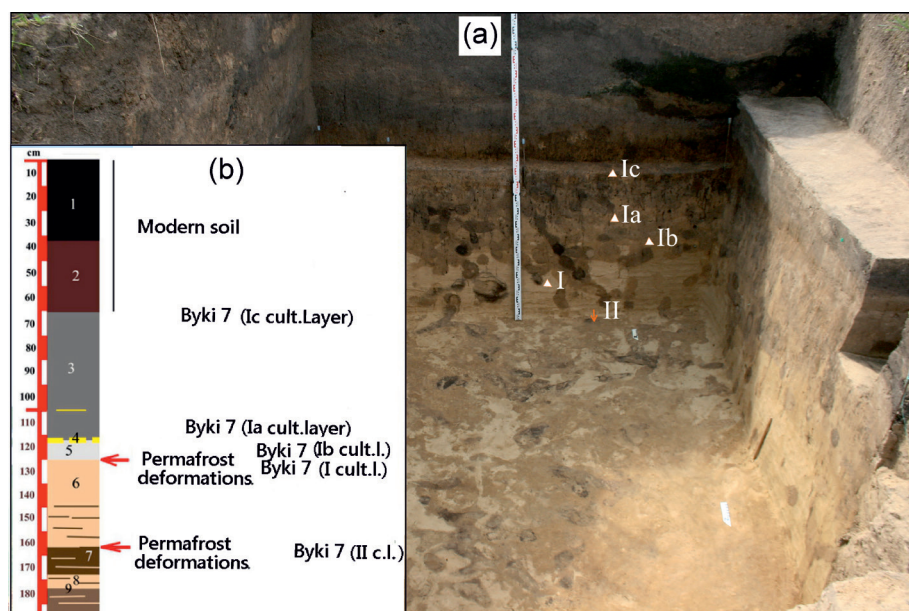 (a)
Ic
Ia
Ib
I
II
(b)
cm
10
20
30
40
50
60
70
80
90
100
110
120
130
140
150
160
170
180
1
2
3
4
5
6
7
8
9
Modern soil
Byki 7 (Ic cult.Layer)
Byki 7 (Ia cult.layer)
Byki 7 (Ib cult.l.)
Permafrost
deformations.
Byki 7 (I cult.l.)
Permafrost
deformations.
Byki 7 (II c.l.)